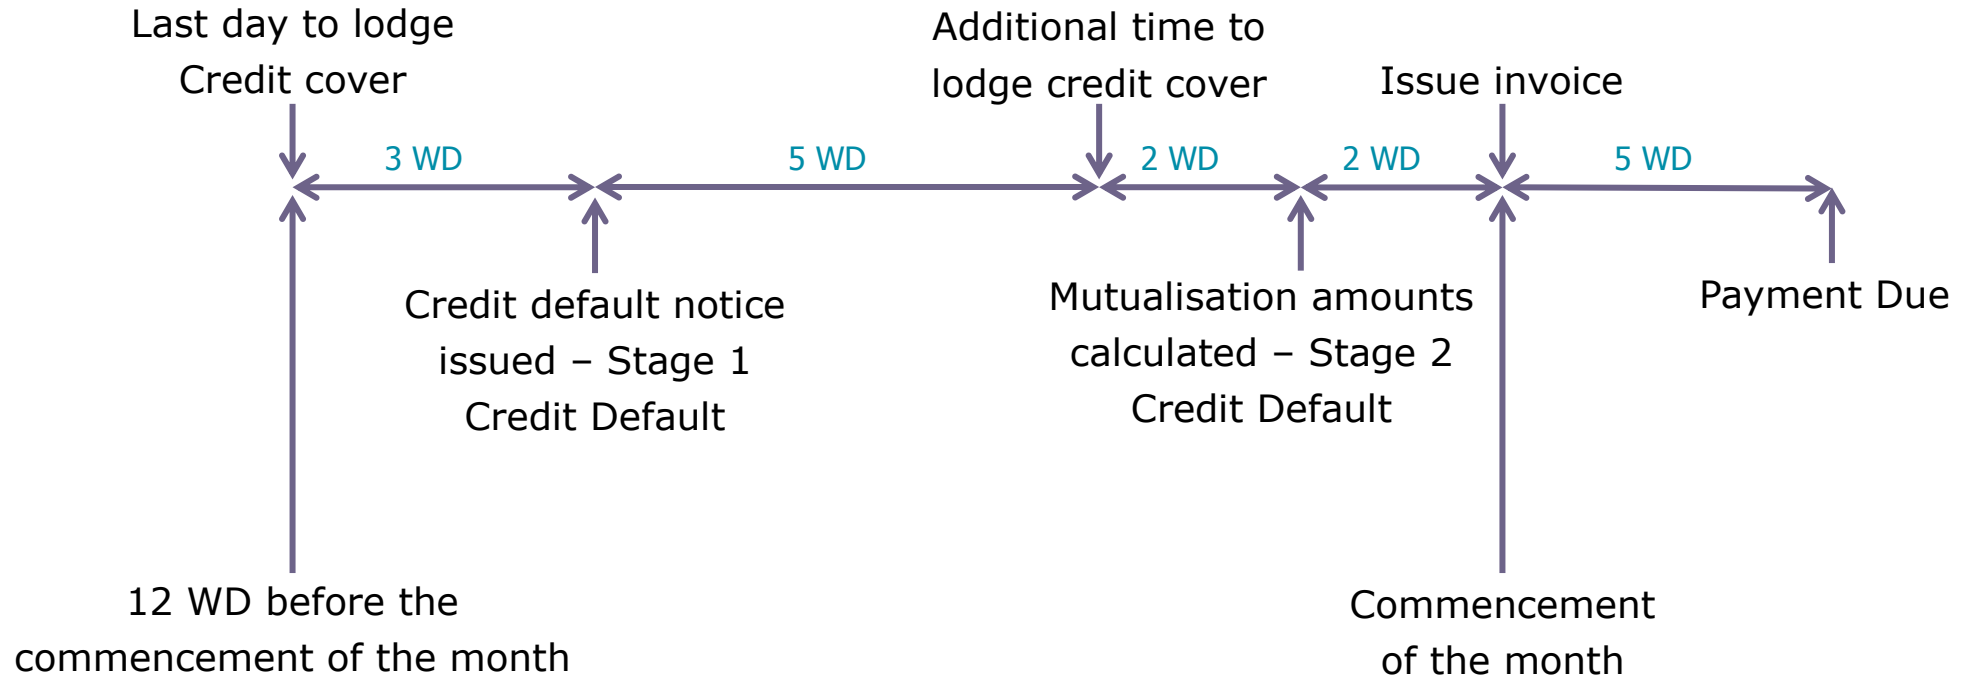 Last day to lodge
Credit cover
Additional time to
lodge credit cover
Issue invoice
3 WD
5 WD
2 WD
2 WD
5 WD
Credit default notice
issued – Stage 1
Credit Default
Mutualisation amounts
calculated – Stage 2
Credit Default
Payment Due
12 WD before the
commencement of the month
Commencement
of the month